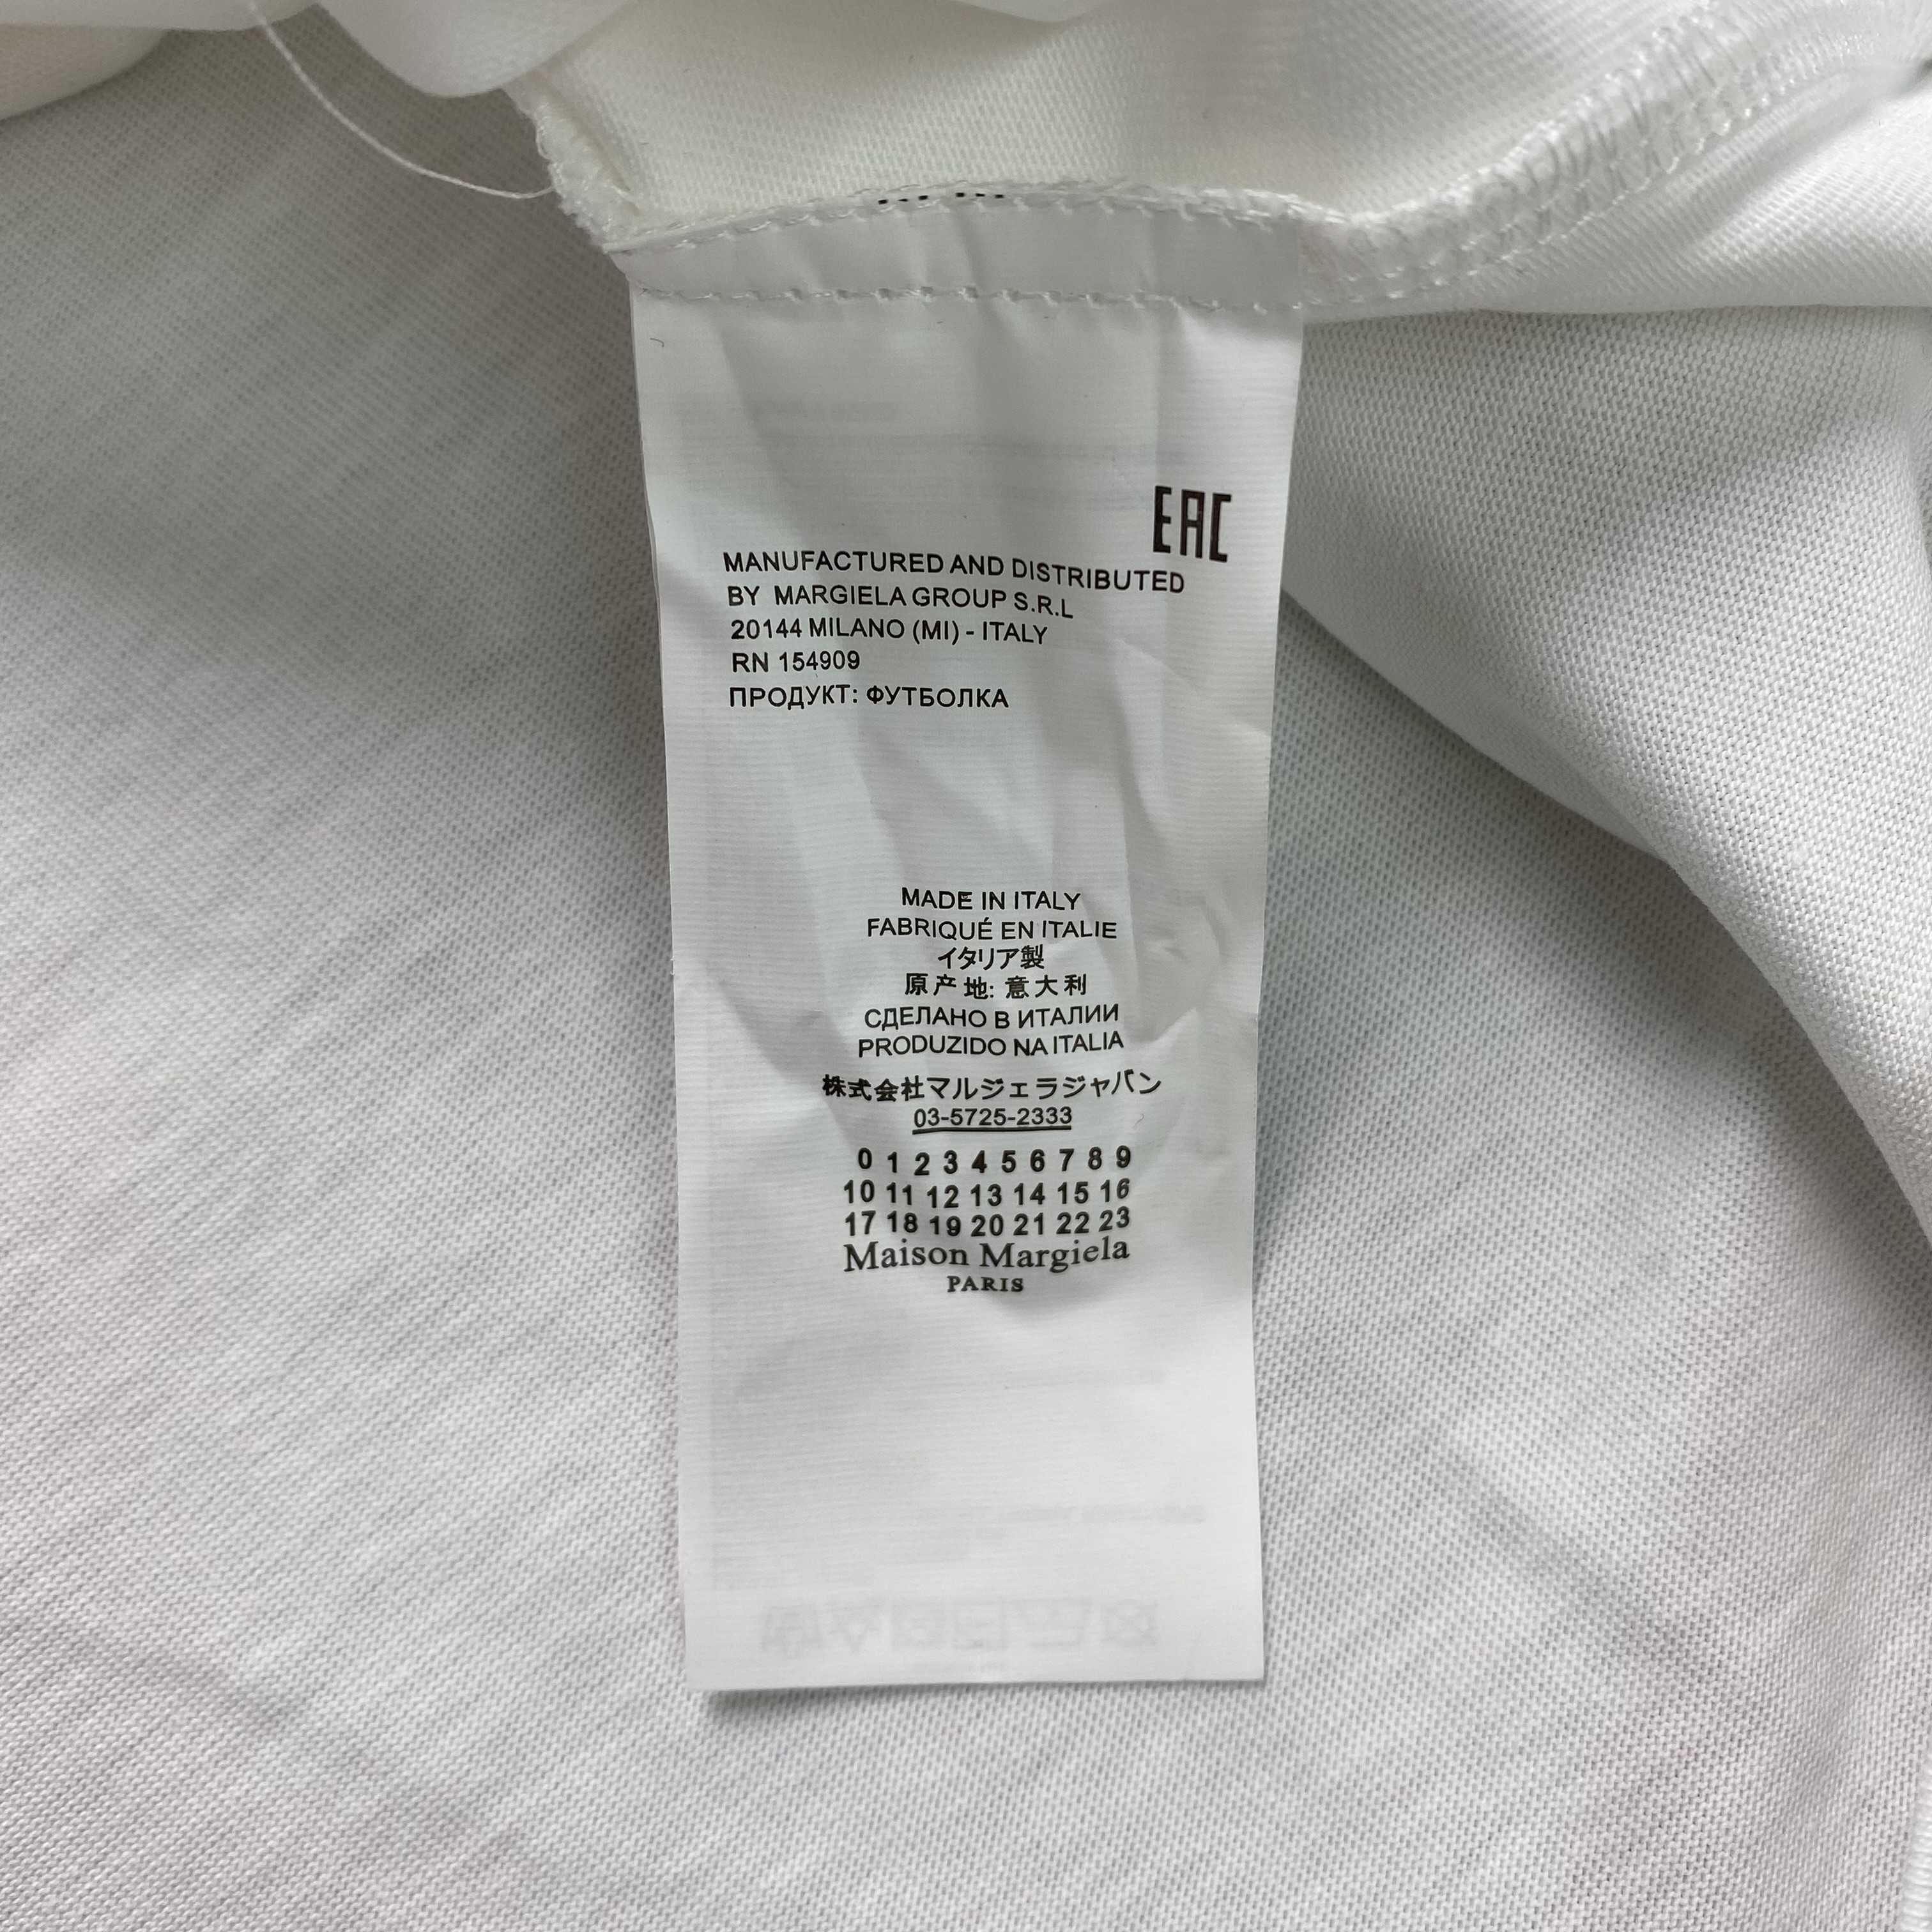 EAC
MANUFACTURED AND DISTRIBUTED
BY MARGIELA GROUP S.R.L
20144 MILANO (MI) - ITALY
RN 154909
ПРОДУКТ: ФУТБОЛКА
MADE IN ITALY
FABRIQUÉ EN ITALIE
イタリア製
原产地: 意大利
СДЕЛАНО В ИТАЛИИ
PRODUZIDO NA ITALIA
株式会社マルジェラジャパン
03-5725-2333
0 1 2 3 4 5 6 7 8 9
10 11 12 13 14 15 16
17 18 19 20 21 22 23
Maison Margiela
PARIS